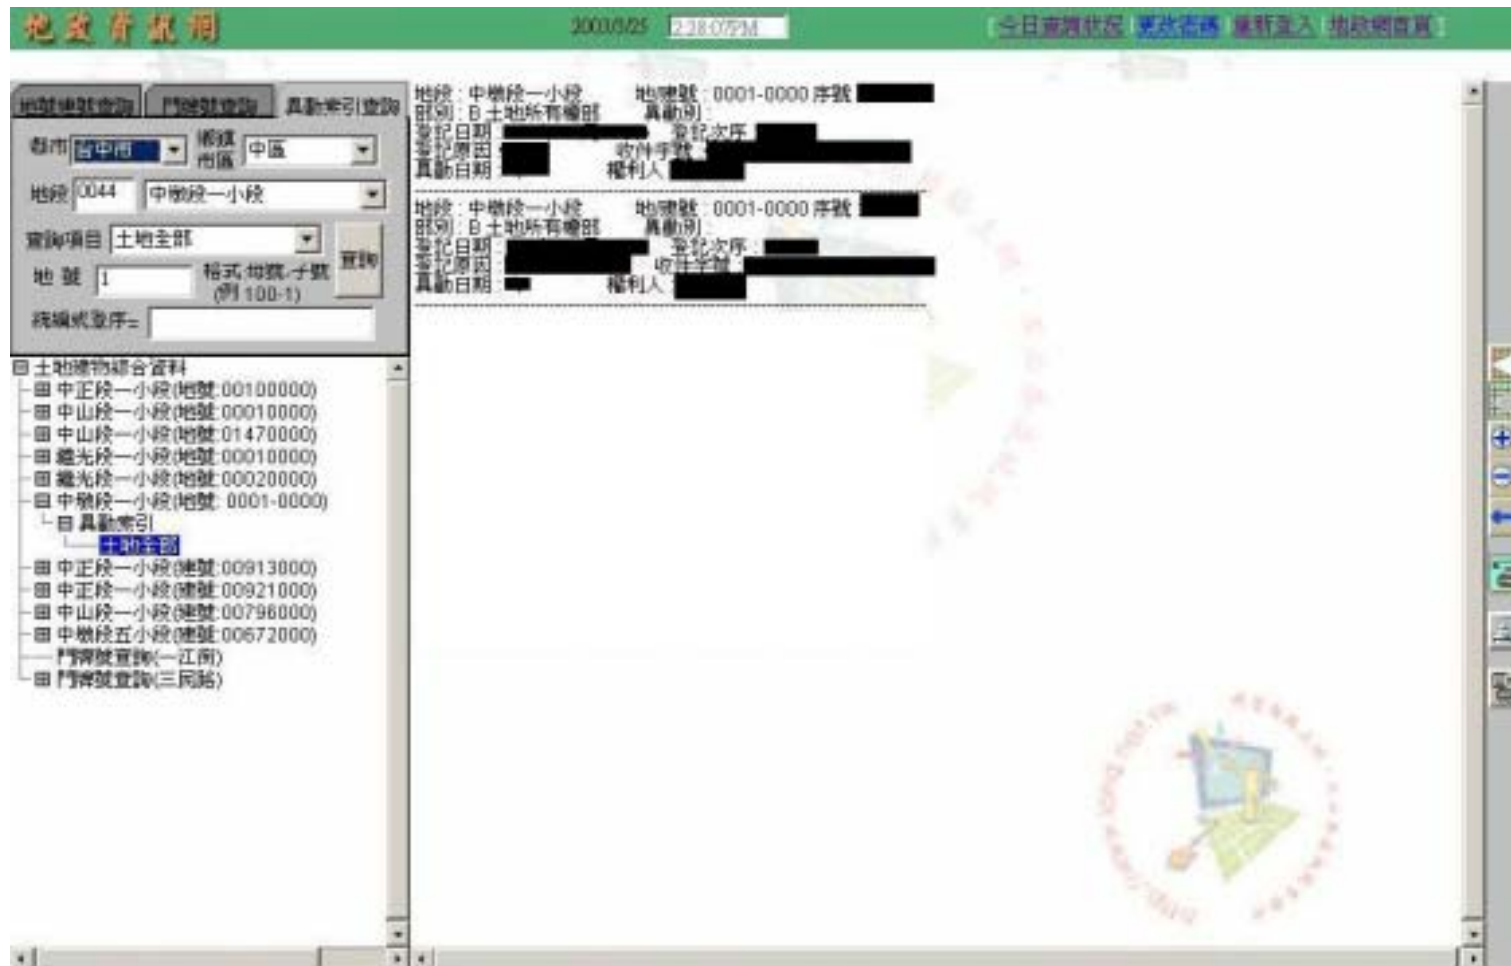 地政資訊網 2:28:07PM [今日查詢狀況|更改密碼|重新登入|地政網首頁]
地號建號查詢 門牌號查詢 異動索引查詢
都市 台中市 鄉鎮市區 中區
地段 0044 中墩段一小段
查詢項目 土地全部 查詢
地號 1 格式:母號-子號
(例 100-1)
統編或登序=
土地建物綜合資料
中正段一小段(地號:00100000)
中山段一小段(地號:00010000)
中山段一小段(地號:01470000)
繼光段一小段(地號:00010000)
繼光段一小段(地號:00020000)
中墩段一小段(地號: 0001-0000)
異動索引
土地全部
中正段一小段(建號:00913000)
中正段一小段(建號:00921000)
中山段一小段(建號:00796000)
中墩段五小段(建號:00672000)
門牌號查詢(一江街)
門牌號查詢(三民路)
地段 : 中墩段一小段 地/建號 : 0001-0000 序號
部別 : B 土地所有權部 異動別 :
登記日期 登記次序
登記原因 收件字號
異動日期 : 權利人
地段 : 中墩段一小段 地/建號 : 0001-0000 序號
部別 : B 土地所有權部 異動別 :
登記日期 : 登記次序 :
登記原因 : 收件字號
異動日期 : 權利人